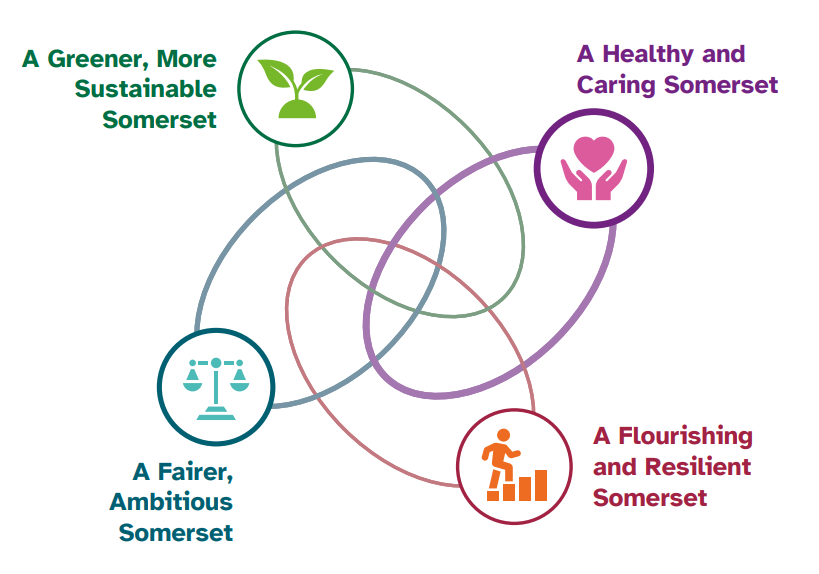 A Greener, More
Sustainable
Somerset
A Healthy and
Caring Somerset
A Fairer,
Ambitious
Somerset
A Flourishing
and Resilient
Somerset